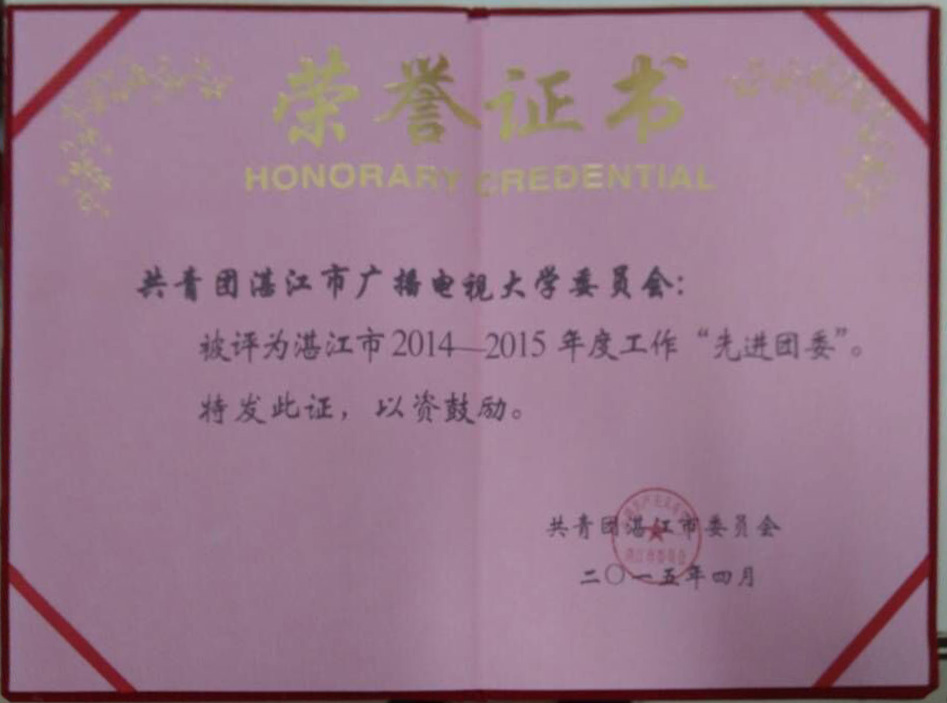 荣誉证书
HONORARY CREDENTIAL
共青团湛江市广播电视大学委员会：
被评为湛江市2014—2015年度工作“先进团委”。
特发此证，以资鼓励。
共青团湛江市委员会
二〇一五年四月